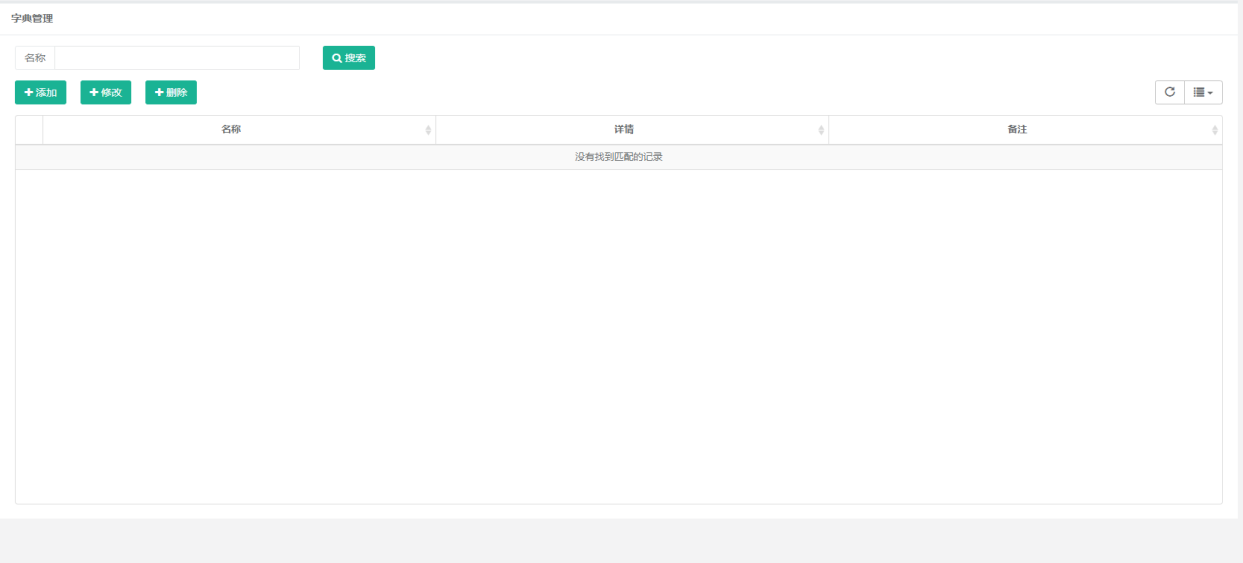 字典管理
名称
搜索
添加 修改 删除
名称 详情 备注
没有找到匹配的记录